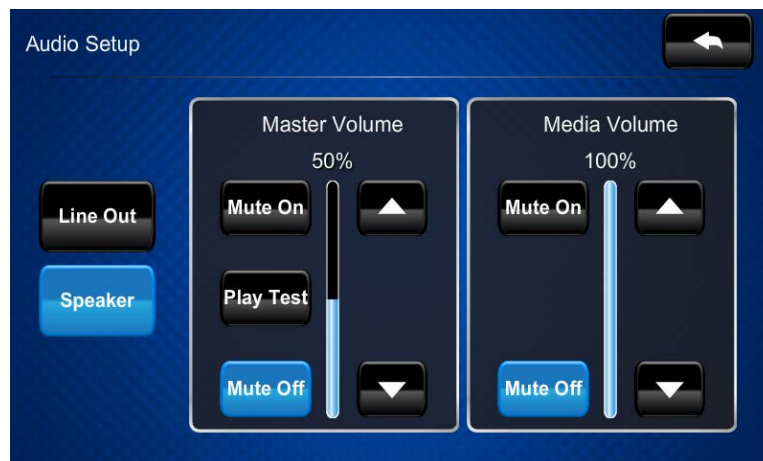 Audio Setup
Line Out
Speaker
Master Volume
50%
Mute On
Play Test
Mute Off
Media Volume
100%
Mute On
Mute Off